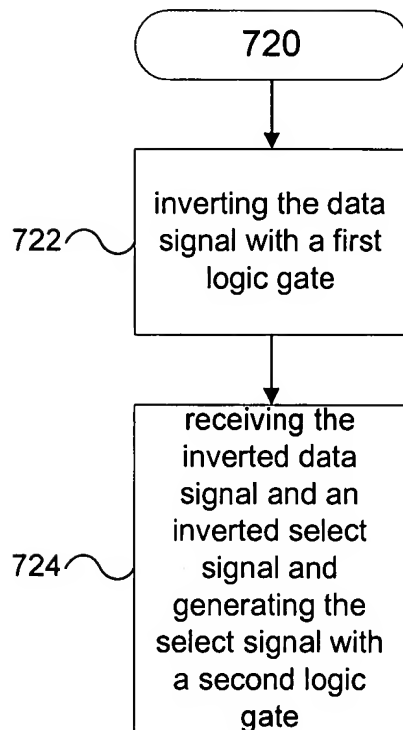 720
722
inverting the data
signal with a first
logic gate
724
receiving the
inverted data
signal and an
inverted select
signal and
generating the
select signal with
a second logic
gate